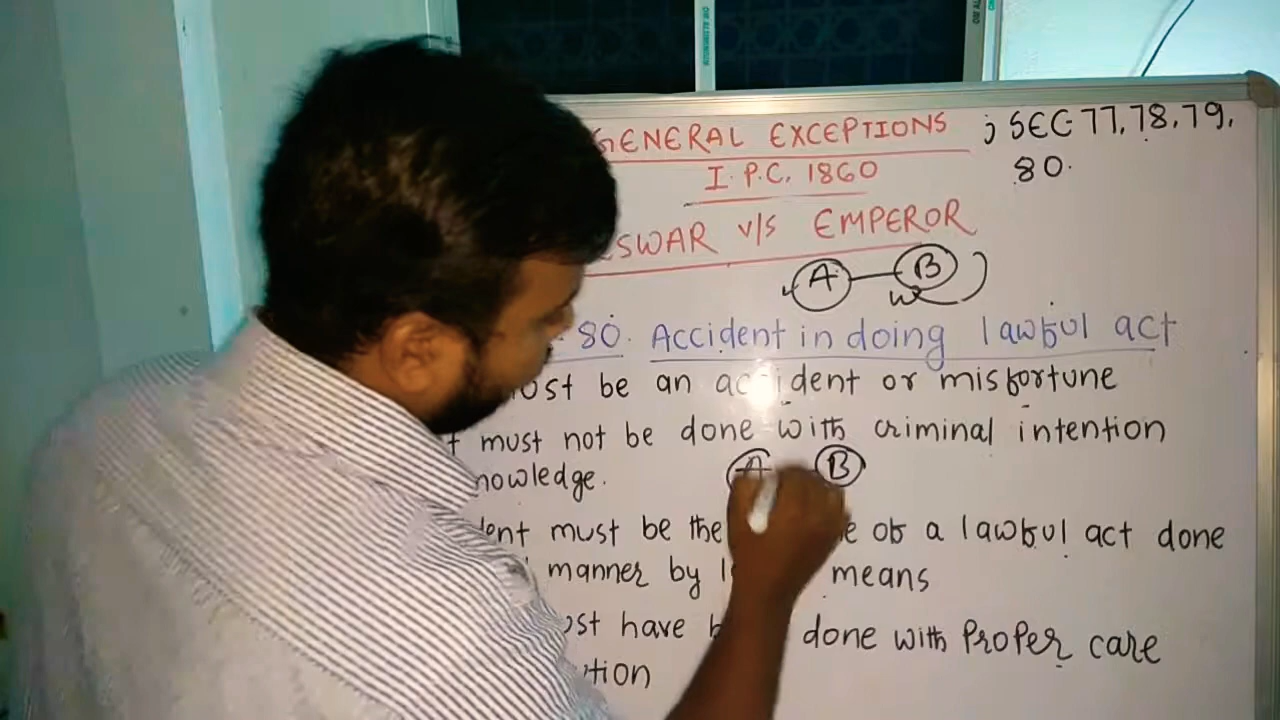 GENERAL EXCEPTIONS ; SEC 77, 78, 79,
80.
I. P.C. 1860
V/S EMPEROR
A B
80. Accident in doing lawful act
be an accident or misfortune
must not be done with criminal intention
A B
must be the of a lawful act done
manner by means
have done with Proper care